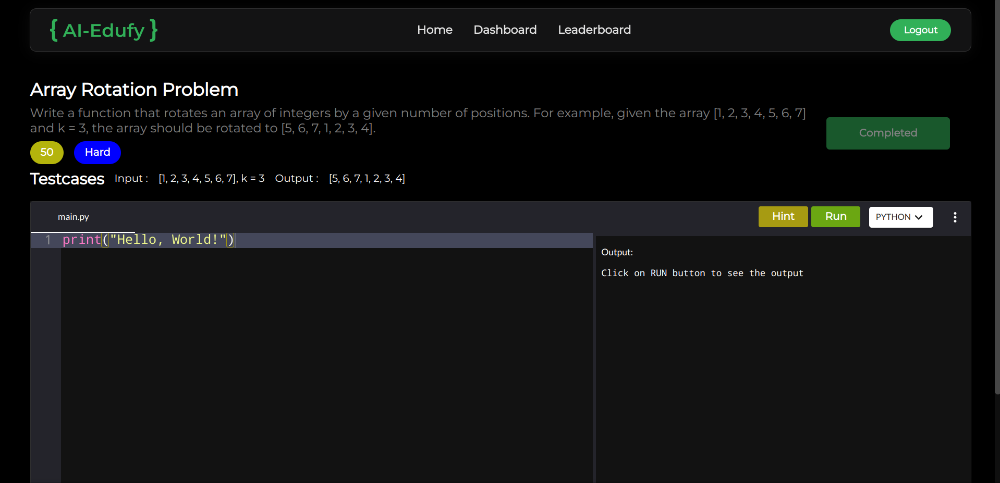 { AI-Edufy }
Home Dashboard Leaderboard
Logout
Array Rotation Problem
Write a function that rotates an array of integers by a given number of positions. For example, given the array [1, 2, 3, 4, 5, 6, 7]
and k = 3, the array should be rotated to [5, 6, 7, 1, 2, 3, 4].
Completed
50 Hard
Testcases Input : [1, 2, 3, 4, 5, 6, 7], k = 3 Output : [5, 6, 7, 1, 2, 3, 4]
main.py
Hint Run PYTHON
1 print("Hello, World!")
Output:
Click on RUN button to see the output